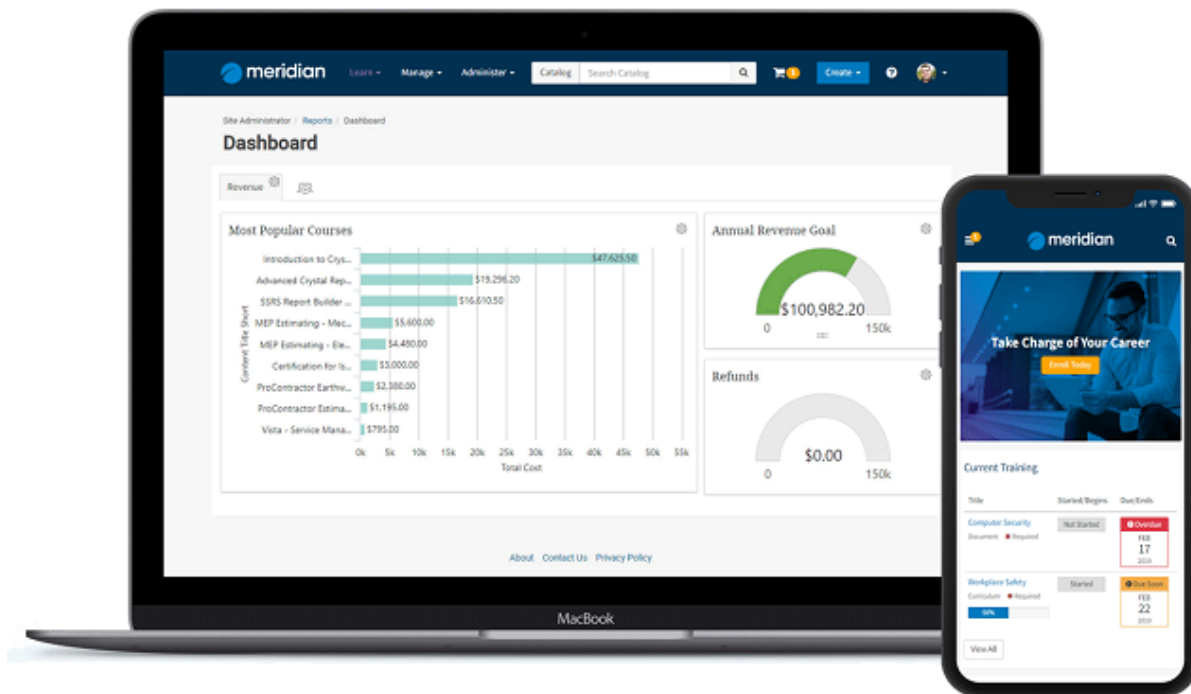 meridian Learn Manage Administer Catalog Search Catalog 1 Create ?
Site Administrator / Reports / Dashboard
Dashboard
Revenue
Most Popular Courses
Content Title Short
Introduction to Crys... $47,625.50
Advanced Crystal Rep... $19,296.20
SSRS Report Builder ... $16,610.50
MEP Estimating - Mec... $5,600.00
MEP Estimating - Ele... $4,480.00
Certification for Is... $3,000.00
ProContractor Earthw... $2,380.00
ProContractor Estima... $1,195.00
Vista - Service Mana... $795.00
0k 5k 10k 15k 20k 25k 30k 35k 40k 45k 50k 55k
Total Cost
Annual Revenue Goal
$100,982.20
0 150k
Refunds
$0.00
0 150k
About Contact Us Privacy Policy
MacBook
meridian
Take Charge of Your Career
Enroll Today
Current Training
Title Started/Begins Due/Ends
Computer Security Not Started Overdue
Document Required FEB
17
2019
Workplace Safety Started Due Soon
Curriculum Required FEB
50% 22
2019
View All